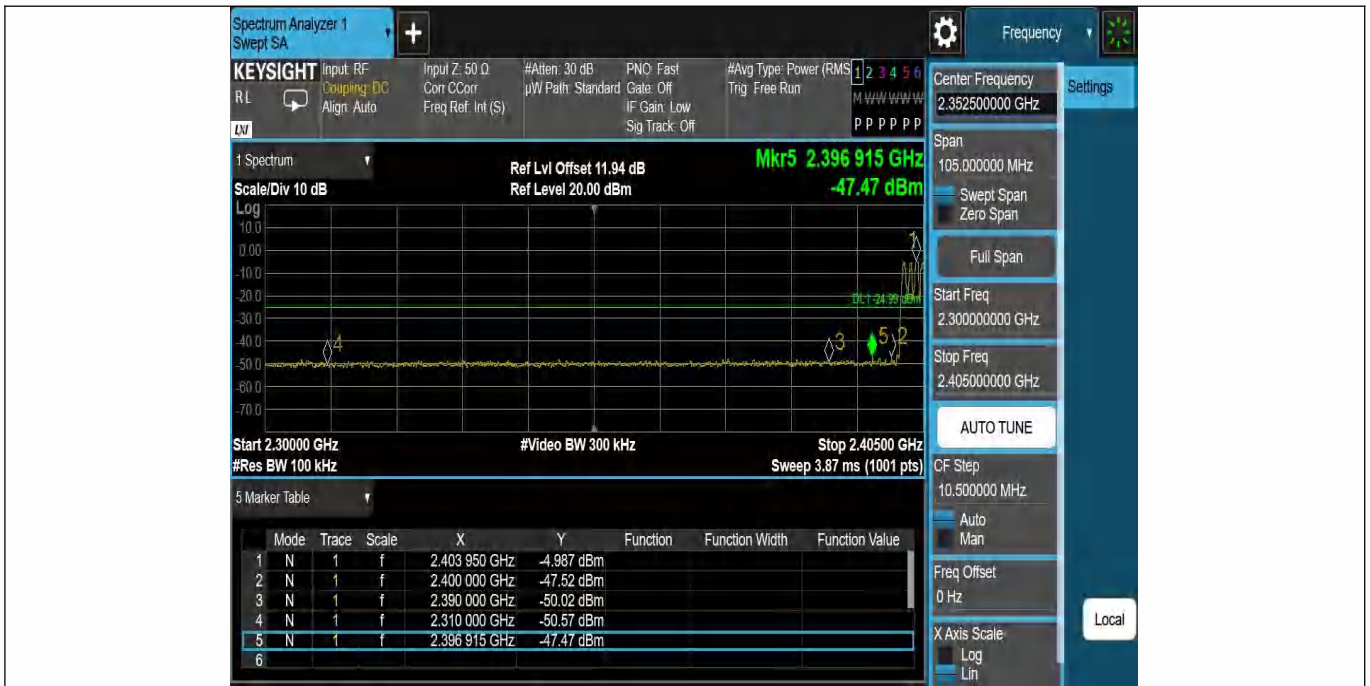 Spectrum Analyzer 1
Swept SA
+
Frequency
KEYSIGHT
RL
LXI
Input: RF
Coupling: DC
Align: Auto
Input Z: 50 Ω
Corr CCorr
Freq Ref: Int (S)
#Atten: 30 dB
µW Path: Standard
PNO: Fast
Gate: Off
IF Gain: Low
Sig Track: Off
#Avg Type: Power (RMS
Trig: Free Run
1 2 3 4 5 6
M W W W W W
P P P P P P
1 Spectrum
Scale/Div 10 dB
Ref Lvl Offset 11.94 dB
Ref Level 20.00 dBm
Mkr5 2.396 915 GHz
-47.47 dBm
Log
10.0
0.00
-10.0
-20.0
-30.0
-40.0
-50.0
-60.0
-70.0
1
DL1 -24.99 dBm
4
3
5
2
Start 2.30000 GHz
#Video BW 300 kHz
Stop 2.40500 GHz
#Res BW 100 kHz
Sweep 3.87 ms (1001 pts)
5 Marker Table
Mode Trace Scale X Y Function Function Width Function Value
1 N 1 f 2.403 950 GHz -4.987 dBm
2 N 1 f 2.400 000 GHz -47.52 dBm
3 N 1 f 2.390 000 GHz -50.02 dBm
4 N 1 f 2.310 000 GHz -50.57 dBm
5 N 1 f 2.396 915 GHz -47.47 dBm
6
Center Frequency
2.352500000 GHz
Settings
Span
105.000000 MHz
Swept Span
Zero Span
Full Span
Start Freq
2.300000000 GHz
Stop Freq
2.405000000 GHz
AUTO TUNE
CF Step
10.500000 MHz
Auto
Man
Freq Offset
0 Hz
Local
X Axis Scale
Log
Lin